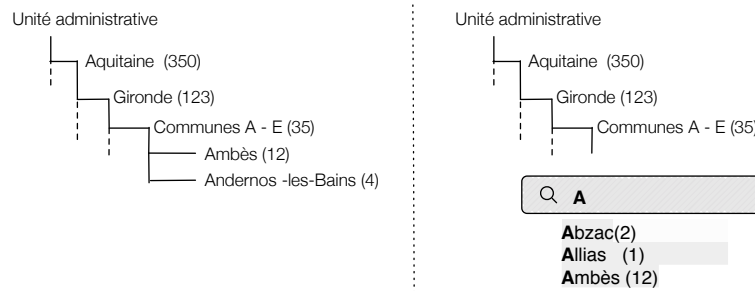 Unité administrative
Aquitaine (350)
Gironde (123)
Communes A - E (35)
Ambès (12)
Andernos -les-Bains (4)
Unité administrative
Aquitaine (350)
Gironde (123)
Communes A - E (35)
A
Abzac(2)
Allias (1)
Ambès (12)